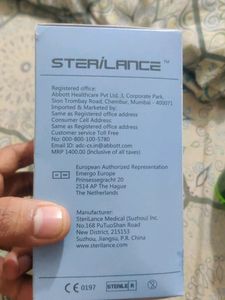 STERiLANCE™
Registered office:
Abbott Healthcare Pvt Ltd.,3, Corporate Park,
Sion Trombay Road, Chembur, Mumbai - 400071
Imported & Marketed by:
Same as Registered office address
Consumer Cell Address:
Same as Registered office address
Customer service Toll Free
No: 000-800-100-5780
Email ID: adc-cs.in@abbott.com
MRP 1400.00 (Inclusive of all taxes)
European Authorized Representation
Emergo Europe
Prinsessegracht 20
2514 AP The Hague
The Netherlands
Manufacturer:
SteriLance Medical (Suzhou) Inc.
No.168 PuTuoShan Road
New District, 215153
Suzhou, Jiangsu, P.R. China
www.sterilance.com
CE 0197 STERILE R